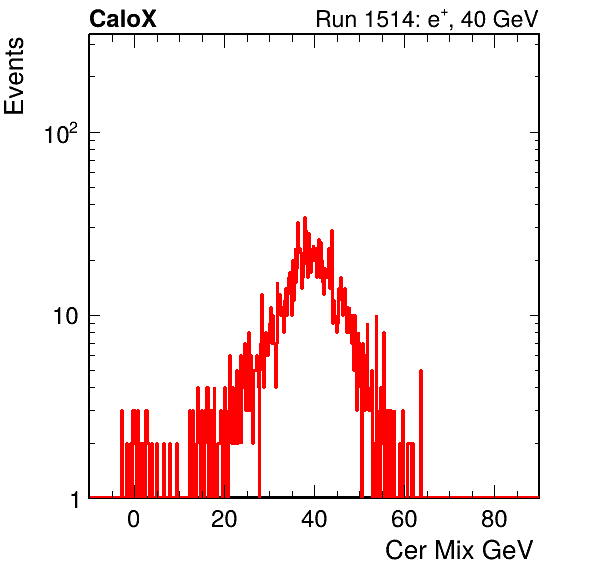 CaloX Run 1514: e⁺, 40 GeV
Events
10²
10
1
0 20 40 60 80
Cer Mix GeV